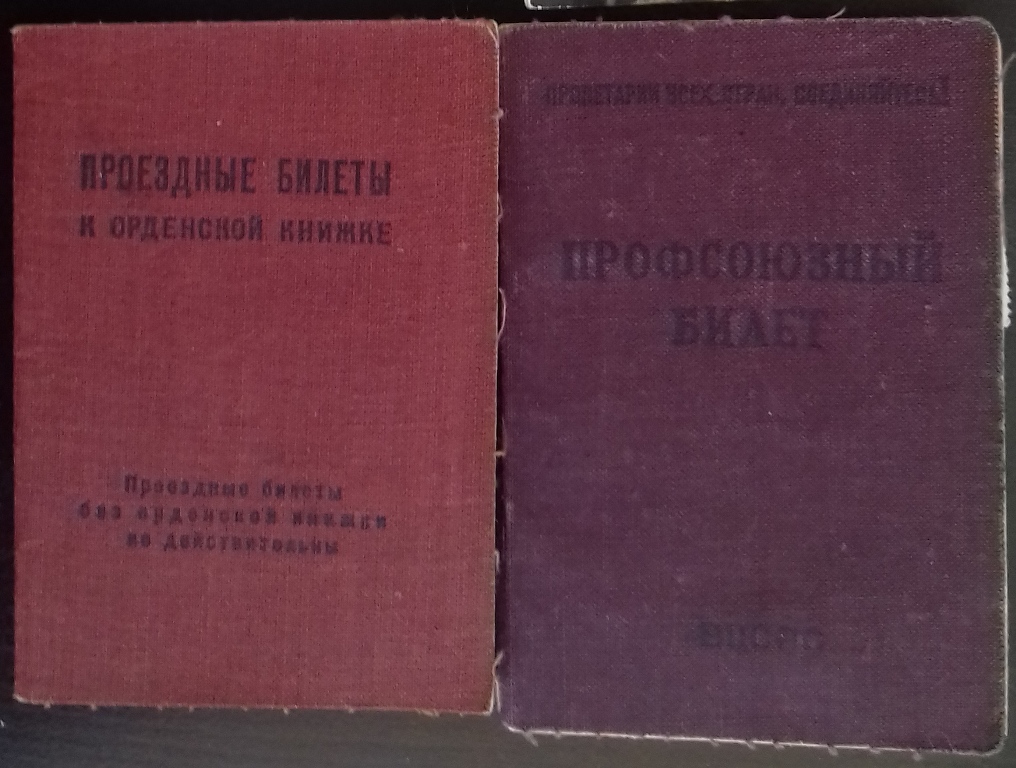 ПРОЕЗДНЫЕ БИЛЕТЫ
К ОРДЕНСКОЙ КНИЖКЕ
Проездные билеты
без орденской книжки
не действительны
ПРОЛЕТАРИИ ВСЕХ СТРАН, СОЕДИНЯЙТЕСЬ!
ПРОФСОЮЗНЫЙ
БИЛЕТ
ВЦСПС